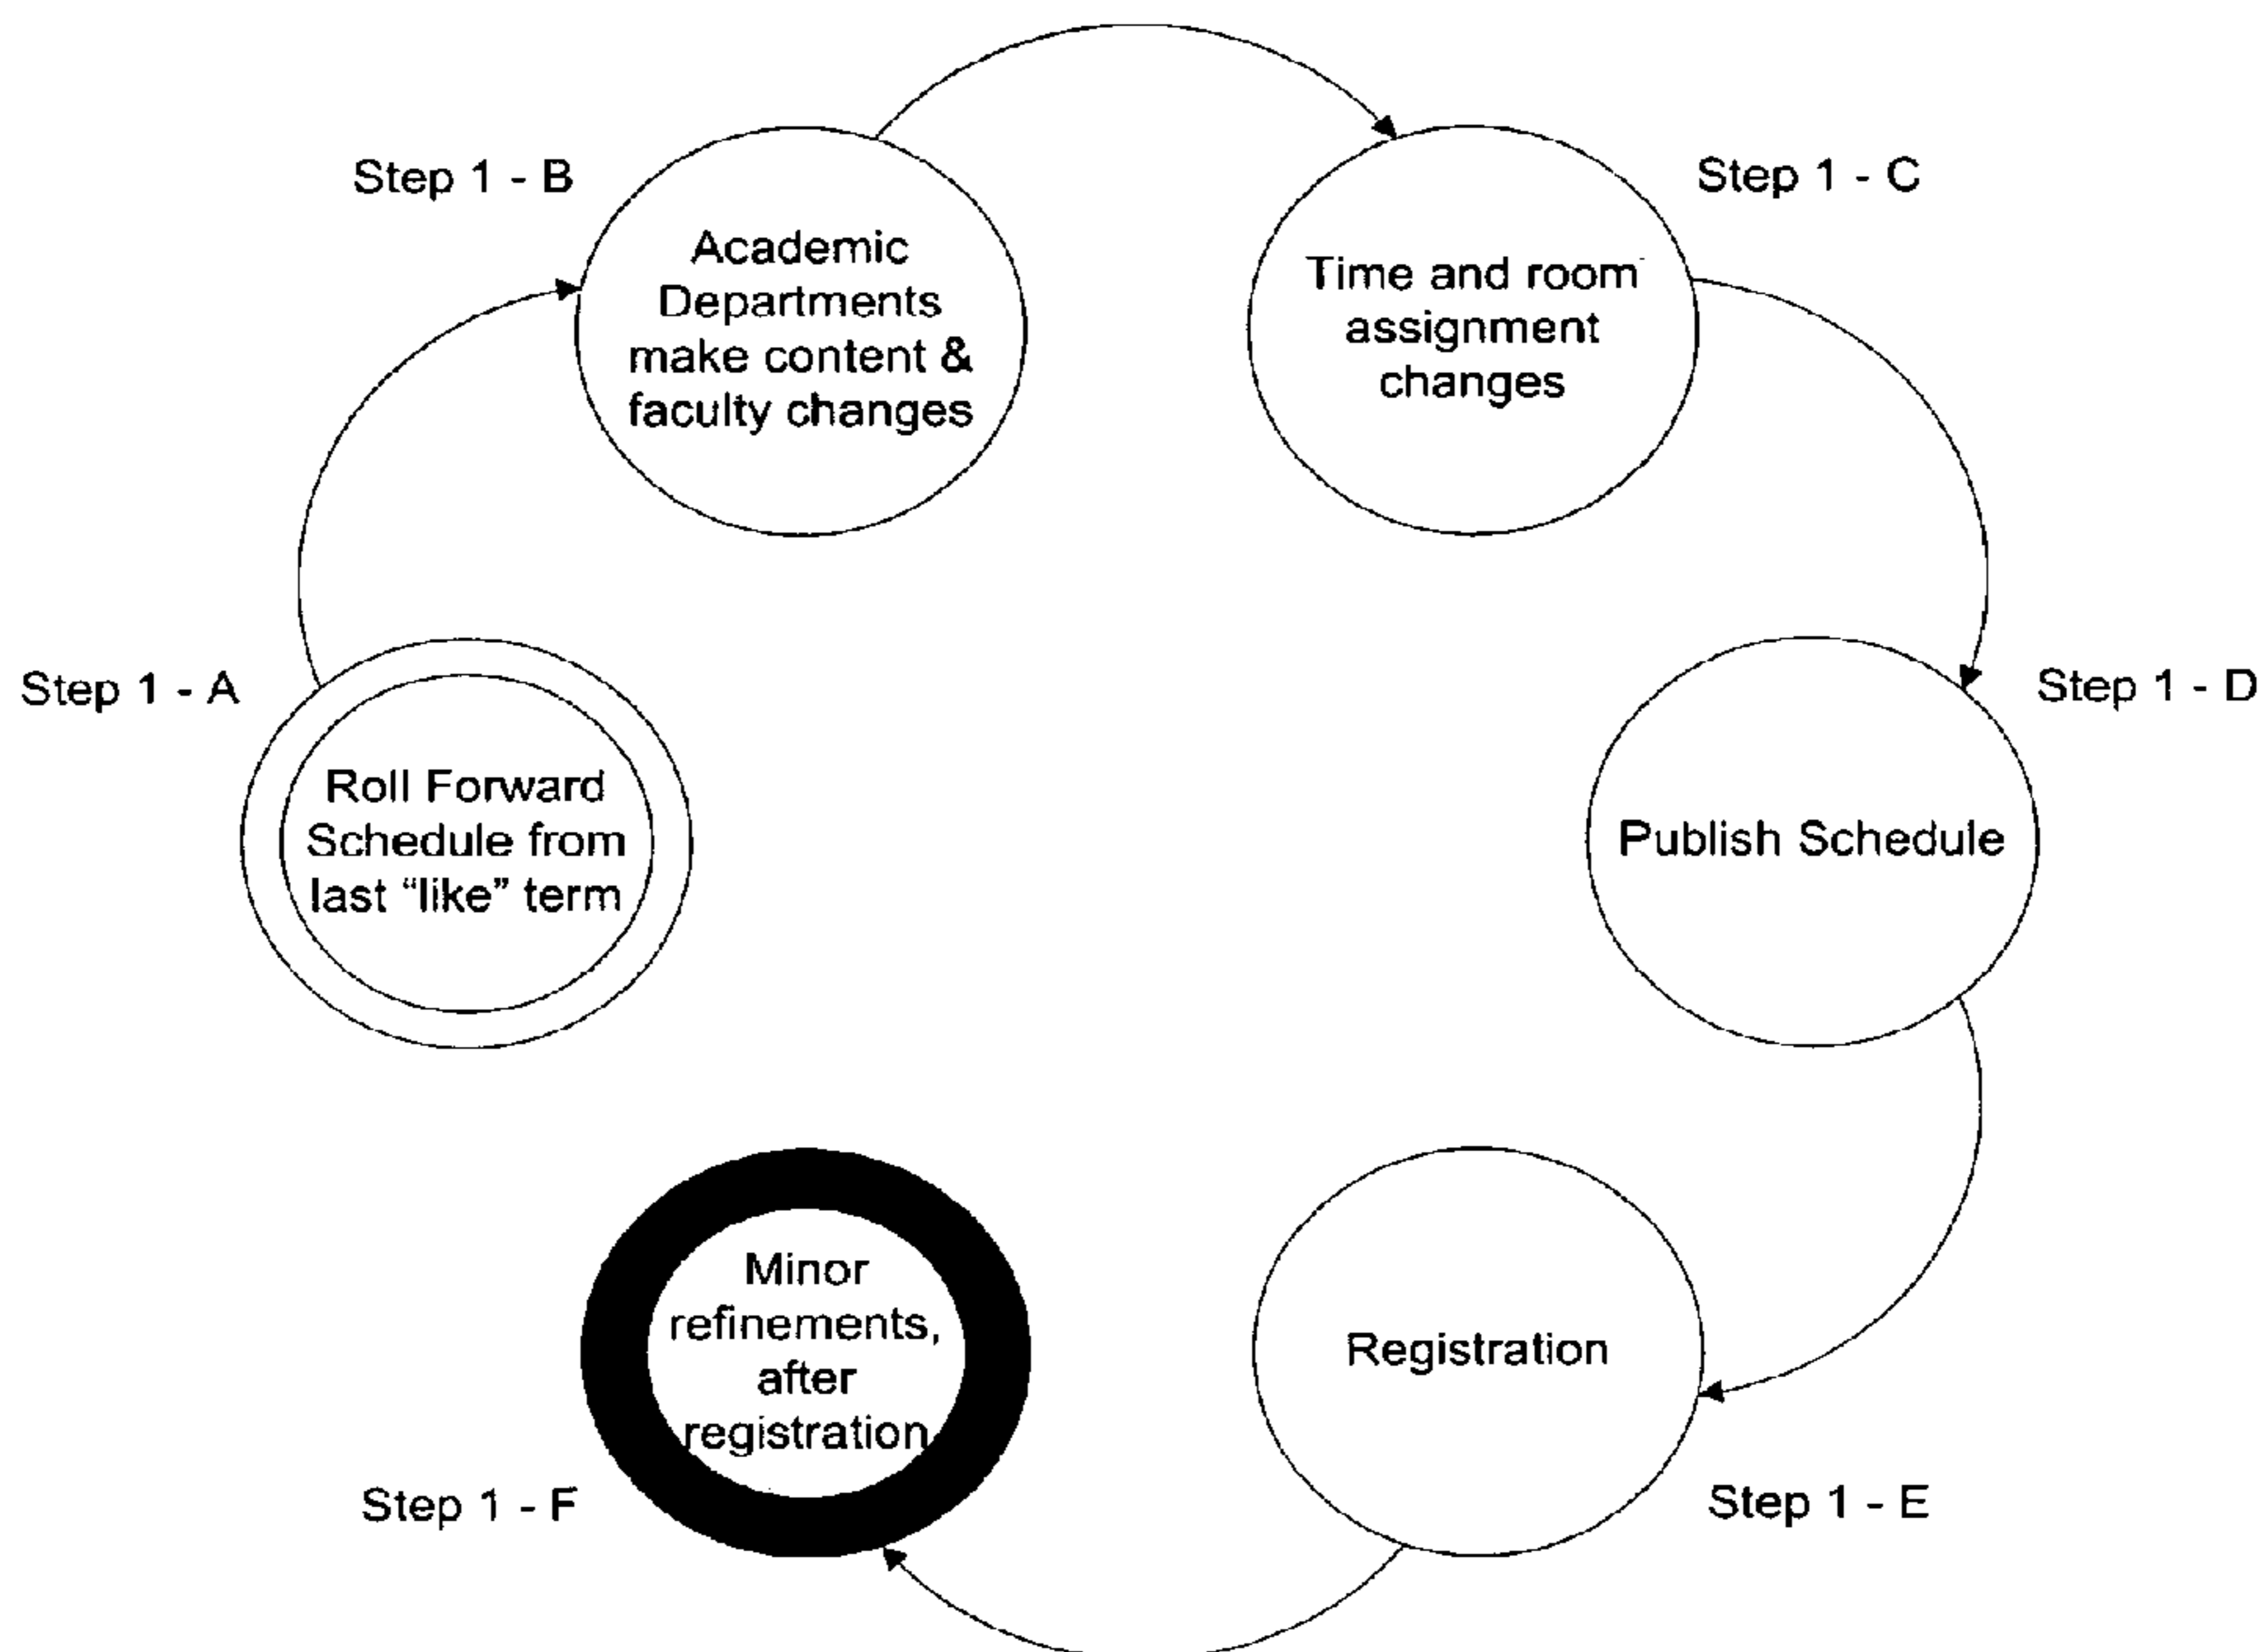 Step 1 - A
Roll Forward
Schedule from
last “like” term
Step 1 - B
Academic
Departments
make content &
faculty changes
Step 1 - C
Time and room
assignment
changes
Step 1 - D
Publish Schedule
Step 1 - E
Registration
Step 1 - F
Minor
refinements,
after
registration